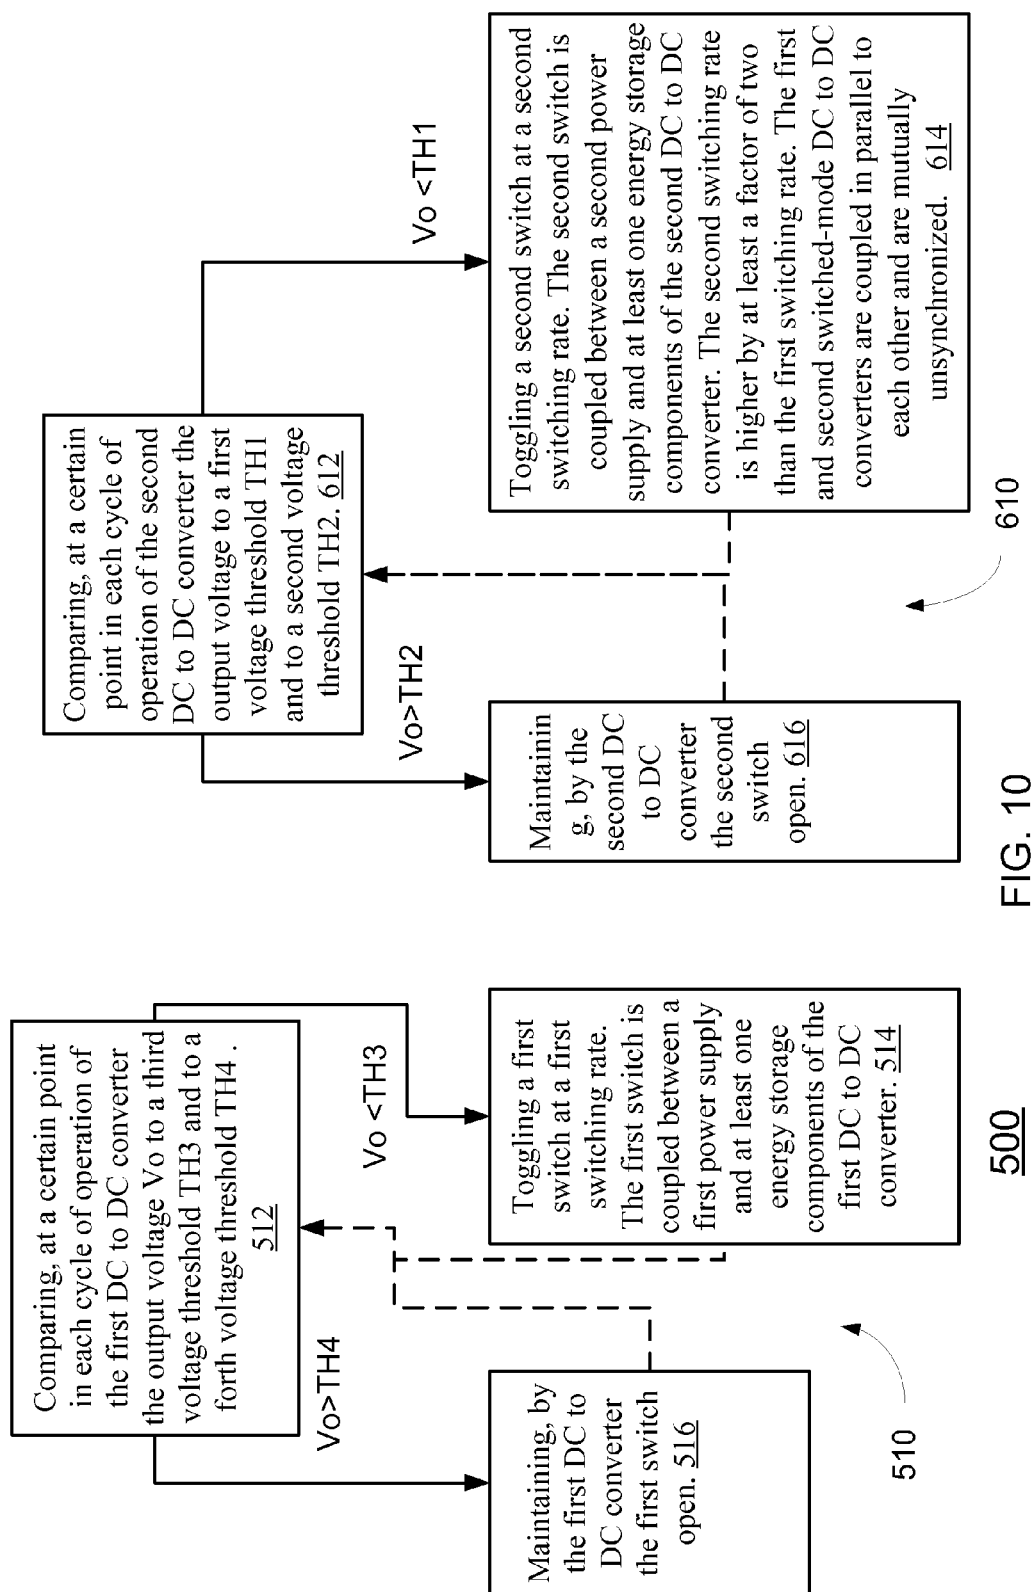 Comparing, at a certain point
in each cycle of operation of
the first DC to DC converter
the output voltage Vo to a third
voltage threshold TH3 and to a
forth voltage threshold TH4 .
512
Vo>TH4
Vo <TH3
Maintaining, by
the first DC to
DC converter
the first switch
open. 516
Toggling a first
switch at a first
switching rate.
The first switch is
coupled between a
first power supply
and at least one
energy storage
components of the
first DC to DC
converter. 514
510
500
Comparing, at a certain
point in each cycle of
operation of the second
DC to DC converter the
output voltage to a first
voltage threshold TH1
and to a second voltage
threshold TH2. 612
Vo>TH2
Vo <TH1
Maintainin
g, by the
second DC
to DC
converter
the second
switch
open. 616
Toggling a second switch at a second
switching rate. The second switch is
coupled between a second power
supply and at least one energy storage
components of the second DC to DC
converter. The second switching rate
is higher by at least a factor of two
than the first switching rate. The first
and second switched-mode DC to DC
converters are coupled in parallel to
each other and are mutually
unsynchronized. 614
610
FIG. 10